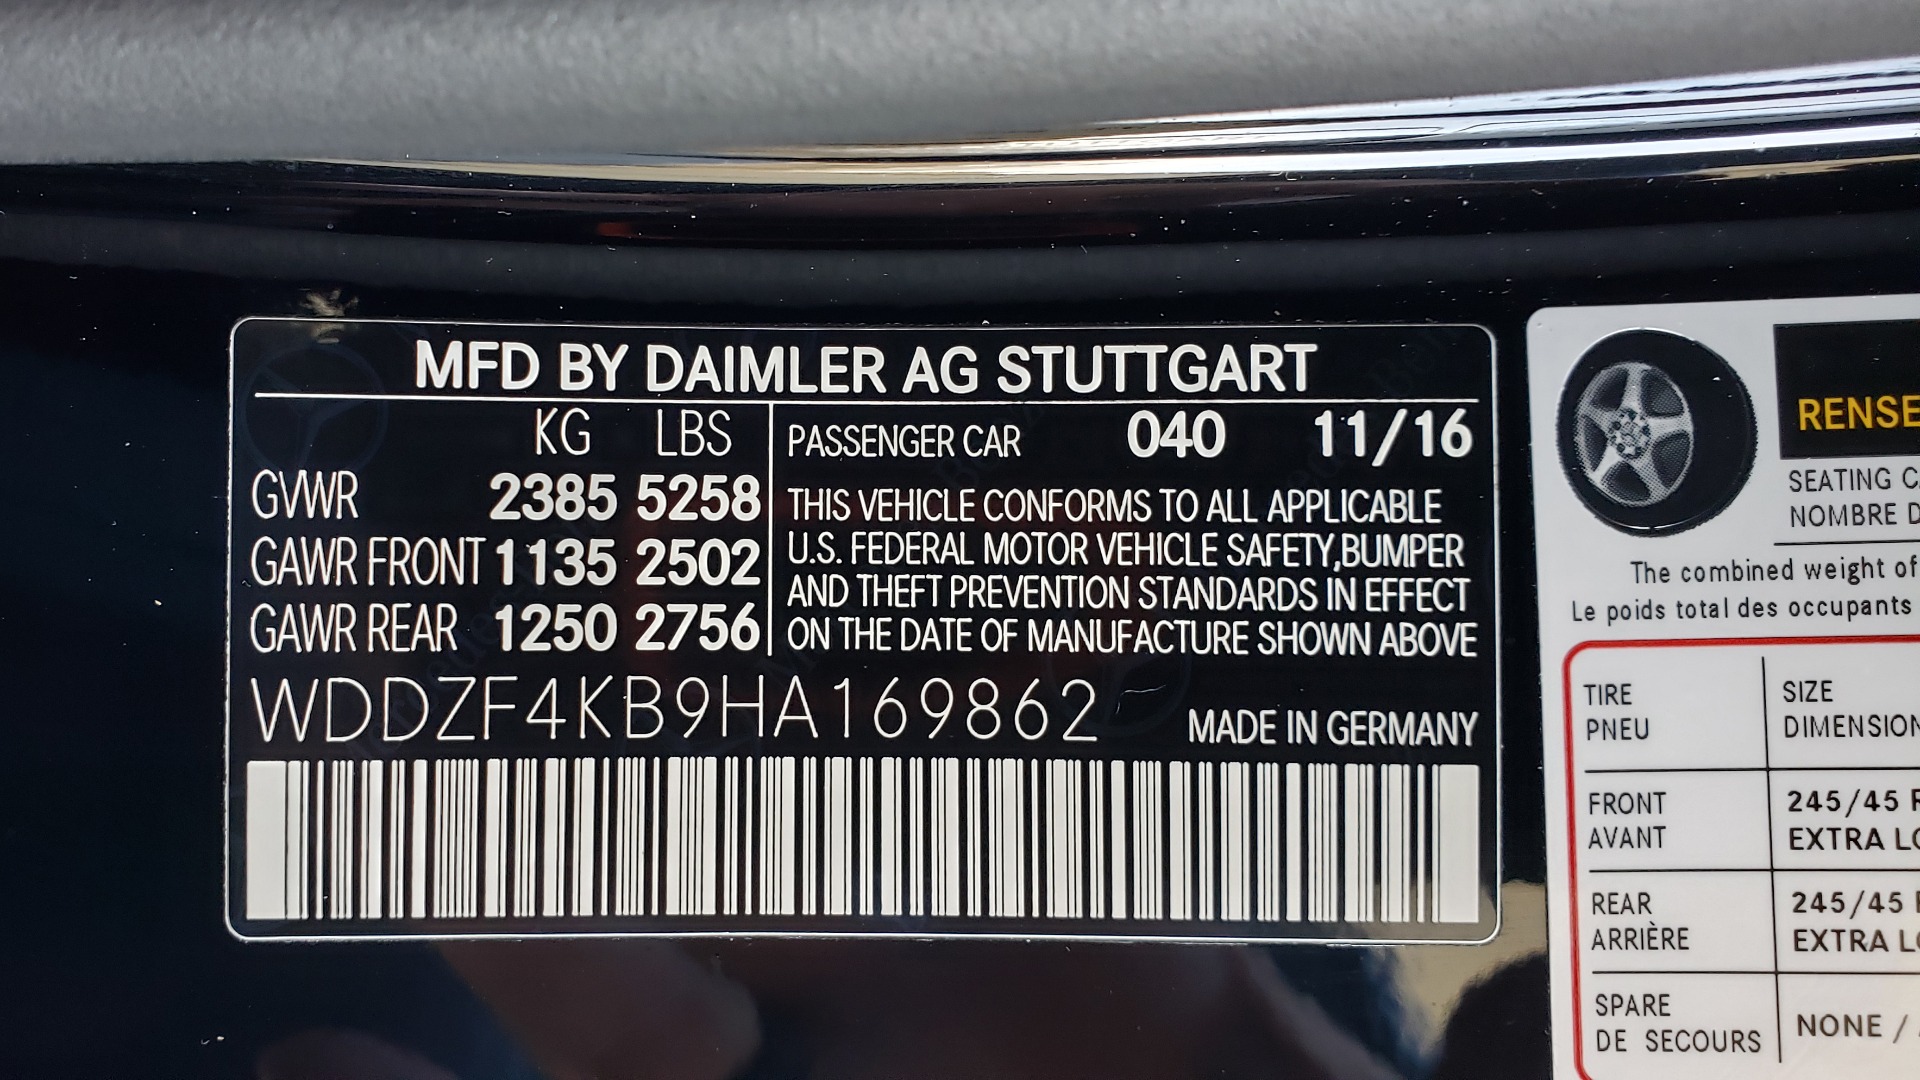 MFD BY DAIMLER AG STUTTGART
KG LBS
GVWR 2385 5258
GAWR FRONT 1135 2502
GAWR REAR 1250 2756
PASSENGER CAR 040 11/16
THIS VEHICLE CONFORMS TO ALL APPLICABLE
U.S. FEDERAL MOTOR VEHICLE SAFETY,BUMPER
AND THEFT PREVENTION STANDARDS IN EFFECT
ON THE DATE OF MANUFACTURE SHOWN ABOVE
WDDZF4KB9HA169862
MADE IN GERMANY
SEATING
NOMBRE
The combined weight of
Le poids total des occupants
TIRE SIZE
PNEU DIMENSION
FRONT 245/45
AVANT EXTRA
REAR 245/45
ARRIÈRE EXTRA
SPARE
DE SECOURS
NONE /